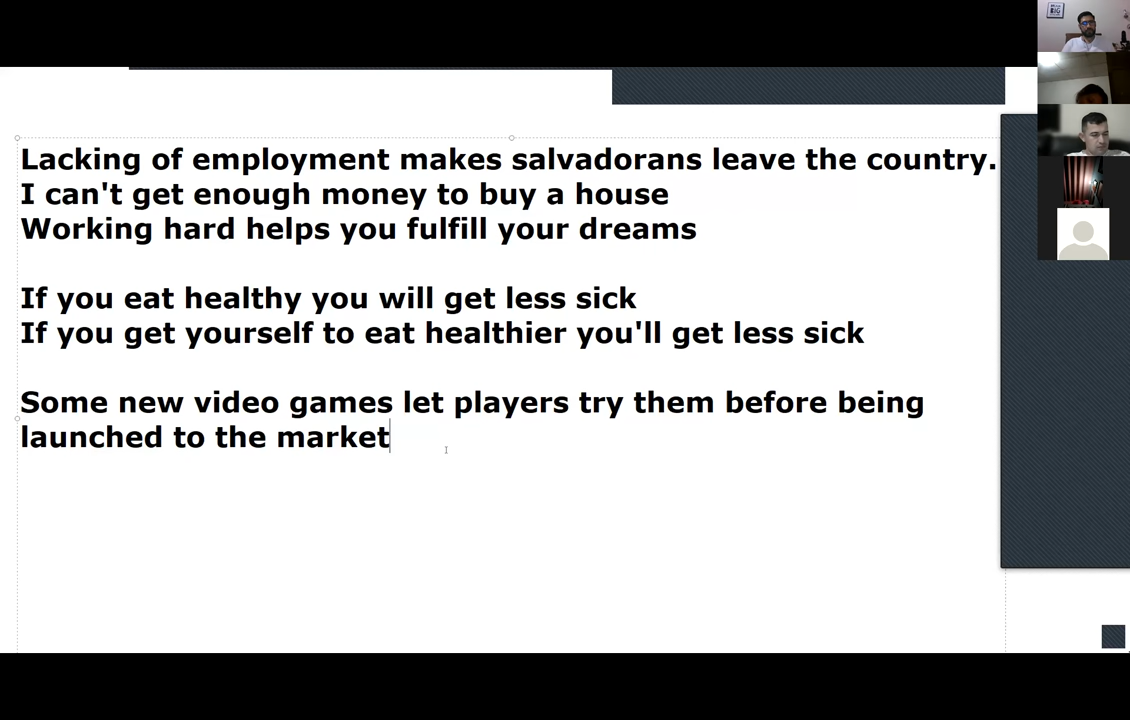 Lacking of employment makes salvadorans leave the country.
I can't get enough money to buy a house
Working hard helps you fulfill your dreams
If you eat healthy you will get less sick
If you get yourself to eat healthier you'll get less sick
Some new video games let players try them before being
launched to the market